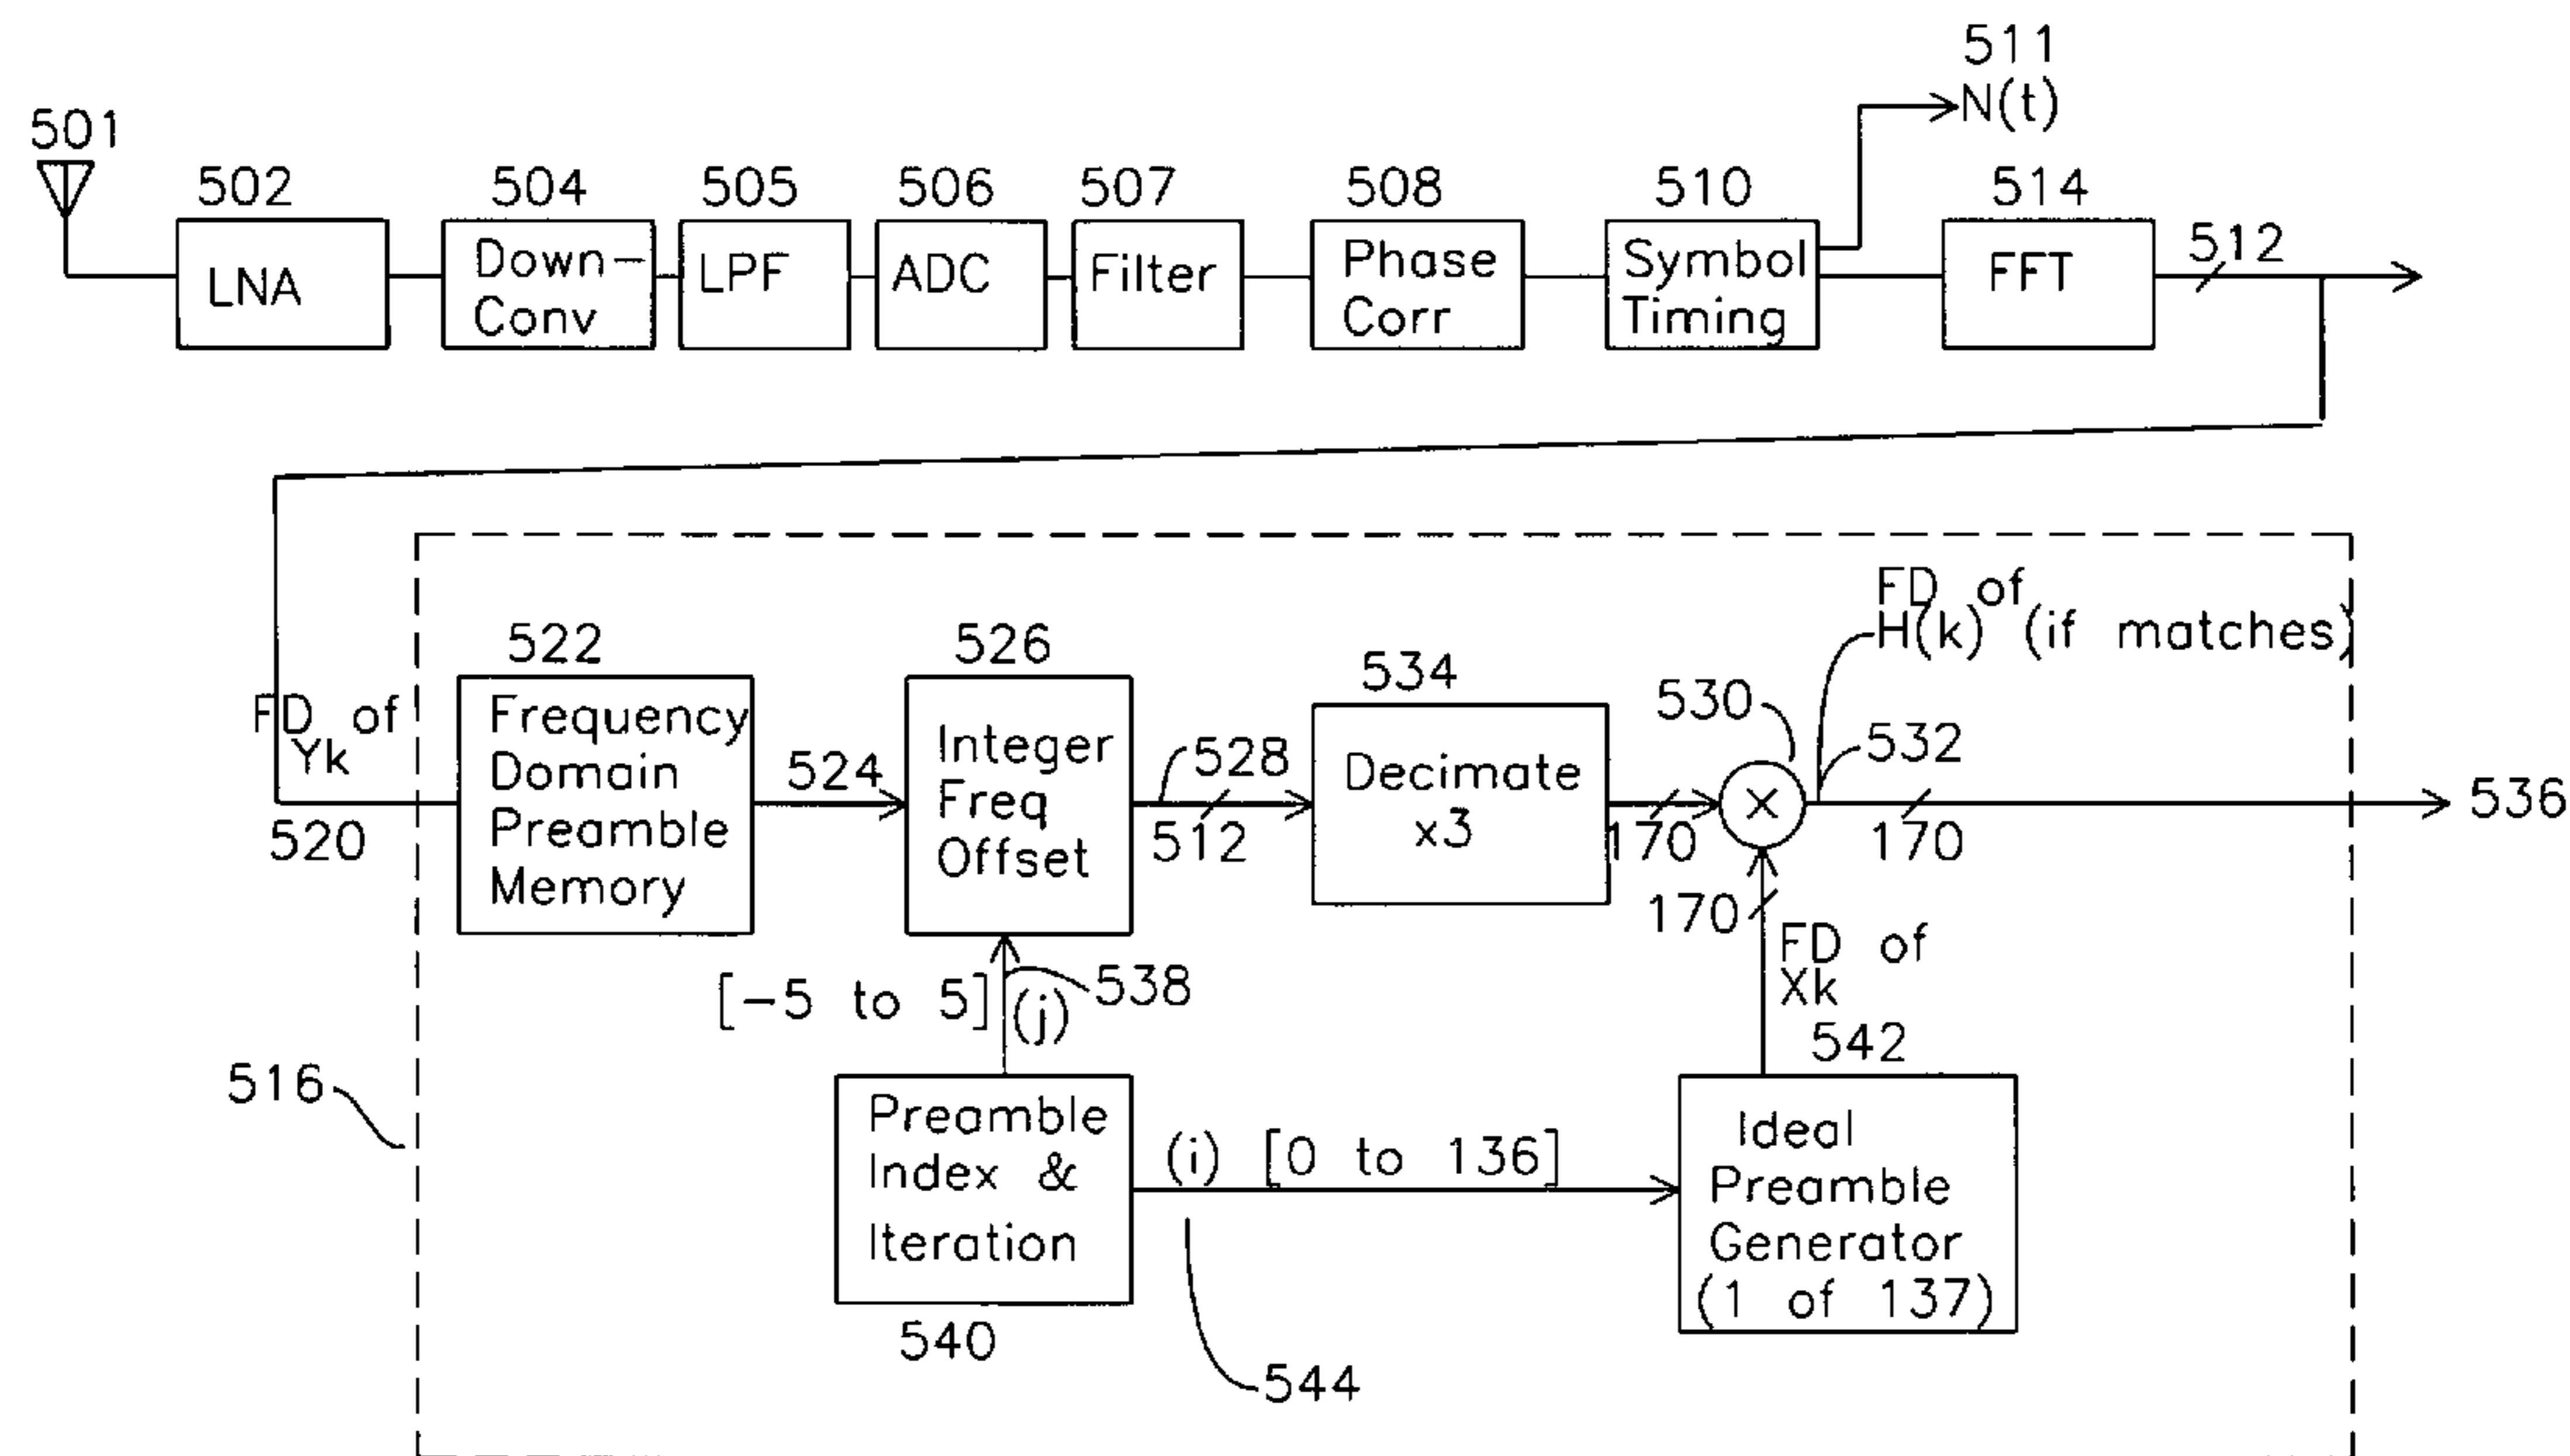 511
N(t)
501
502
504
505
506
507
508
510
514
LNA
Down-
Conv
LPF
ADC
Filter
Phase
Corr
Symbol
Timing
FFT
512
FD of
Yk
520
522
Frequency
Domain
Preamble
Memory
524
526
Integer
Freq
Offset
528
512
534
Decimate
x3
170
530
FD of
H(k) (if matches)
532
170
536
170
FD of
Xk
[-5 to 5] (j)
538
516
Preamble
Index &
Iteration
540
(i) [0 to 136]
544
542
Ideal
Preamble
Generator
(1 of 137)